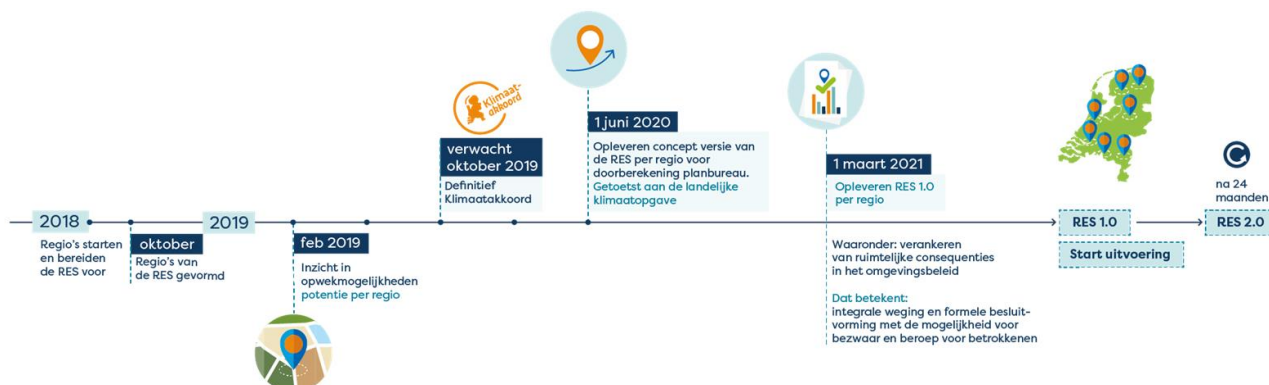 2018
Regio's starten
en bereiden
de RES voor
oktober
Regio's van
de RES gevormd
2019
feb 2019
Inzicht in
opwekmogelijkheden
potentie per regio
Klimaat-
akkoord
verwacht
oktober 2019
Definitief
Klimaatakkoord
1 juni 2020
Opleveren concept versie van
de RES per regio voor
doorberekening planbureau.
Getoetst aan de landelijke
klimaatopgave
1 maart 2021
Opleveren RES 1.0
per regio
Waaronder: verankeren
van ruimtelijke consequenties
in het omgevingsbeleid
Dat betekent:
integrale weging en formele besluit-
vorming met de mogelijkheid voor
bezwaar en beroep voor betrokkenen
RES 1.0
Start uitvoering
na 24
maanden
RES 2.0